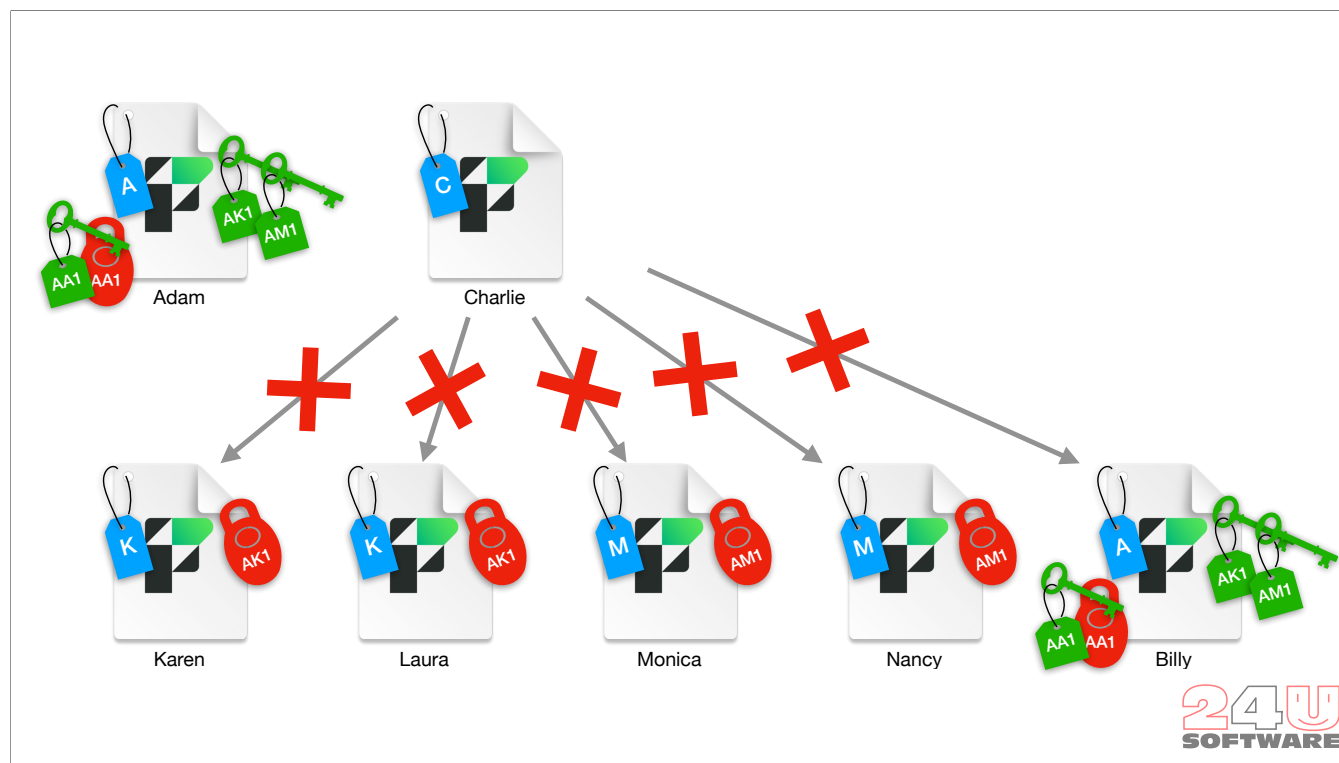 A
AK1
AM1
AA1
AA1
Adam
C
Charlie
K
AK1
Karen
K
AK1
Laura
M
AM1
Monica
M
AM1
Nancy
A
AK1
AM1
AA1
AA1
Billy
24U
SOFTWARE